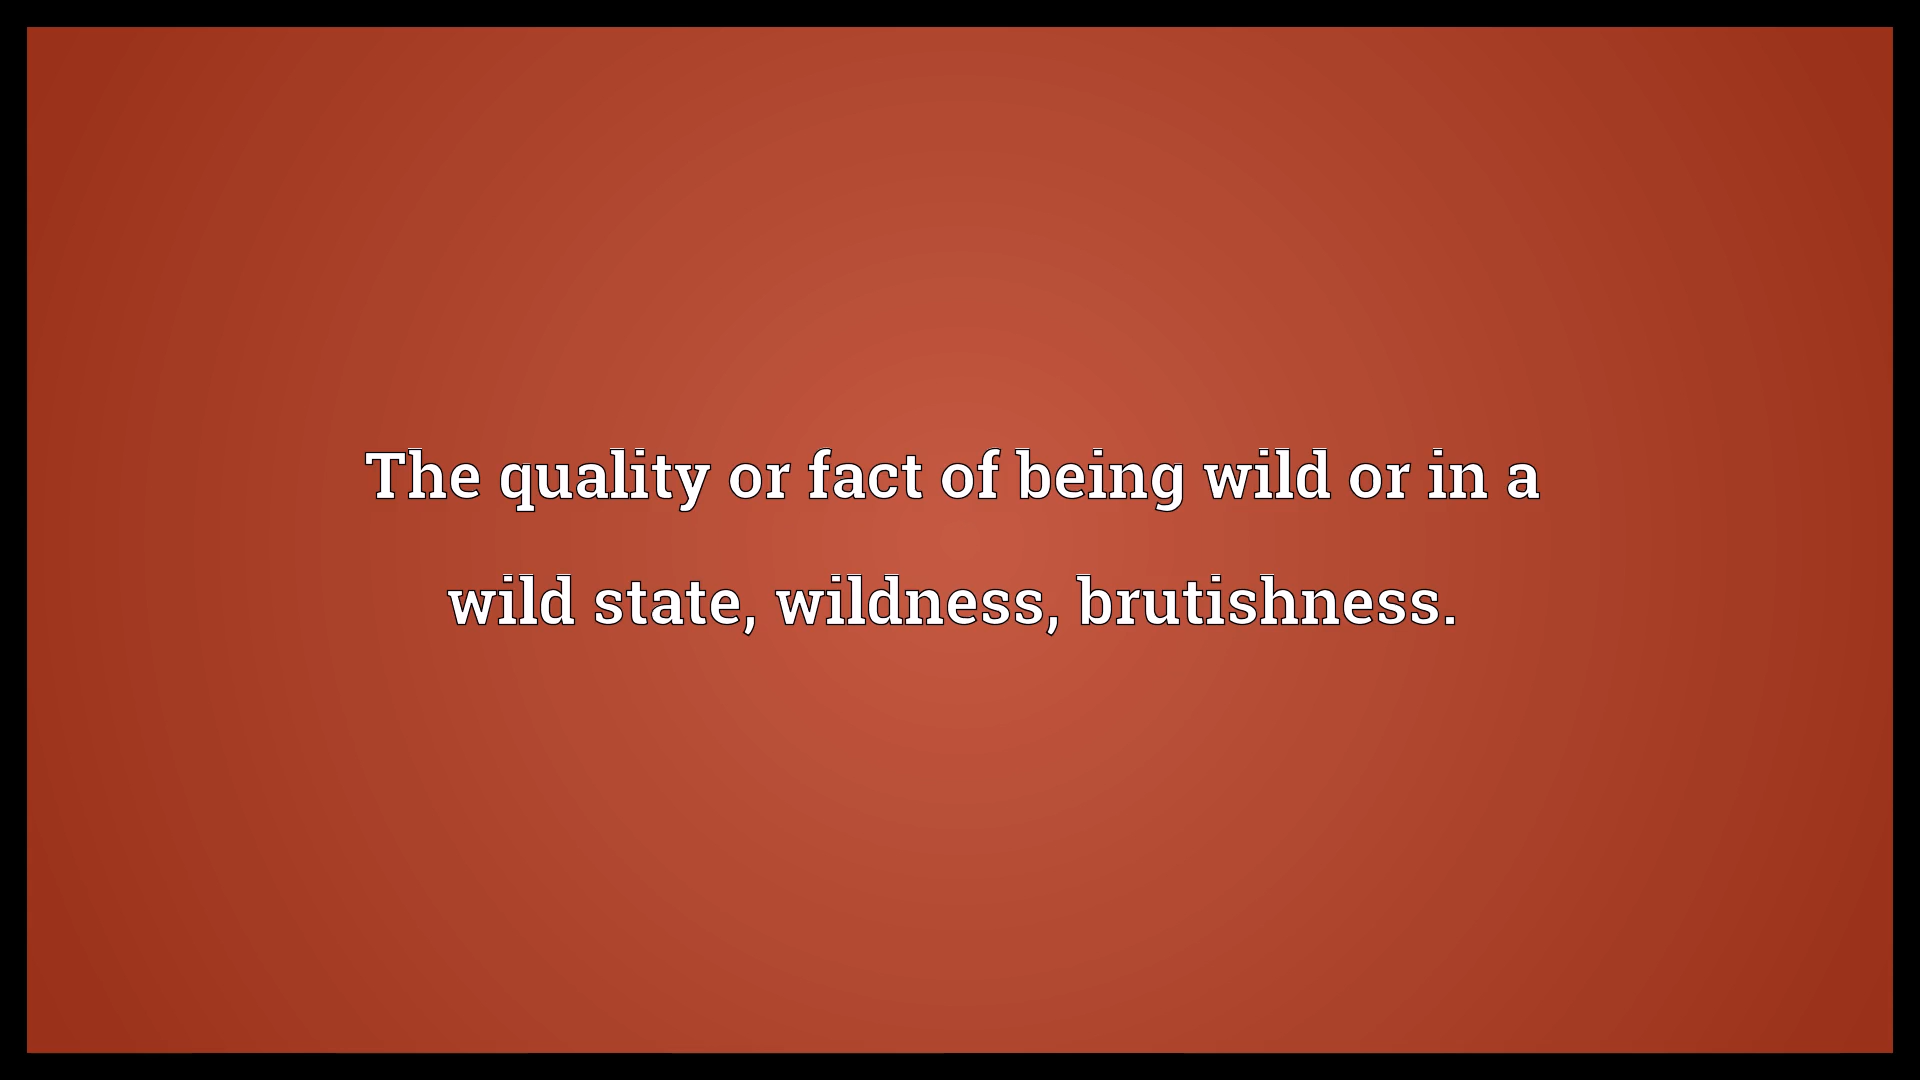 The quality or fact of being wild or in a
wild state, wildness, brutishness.